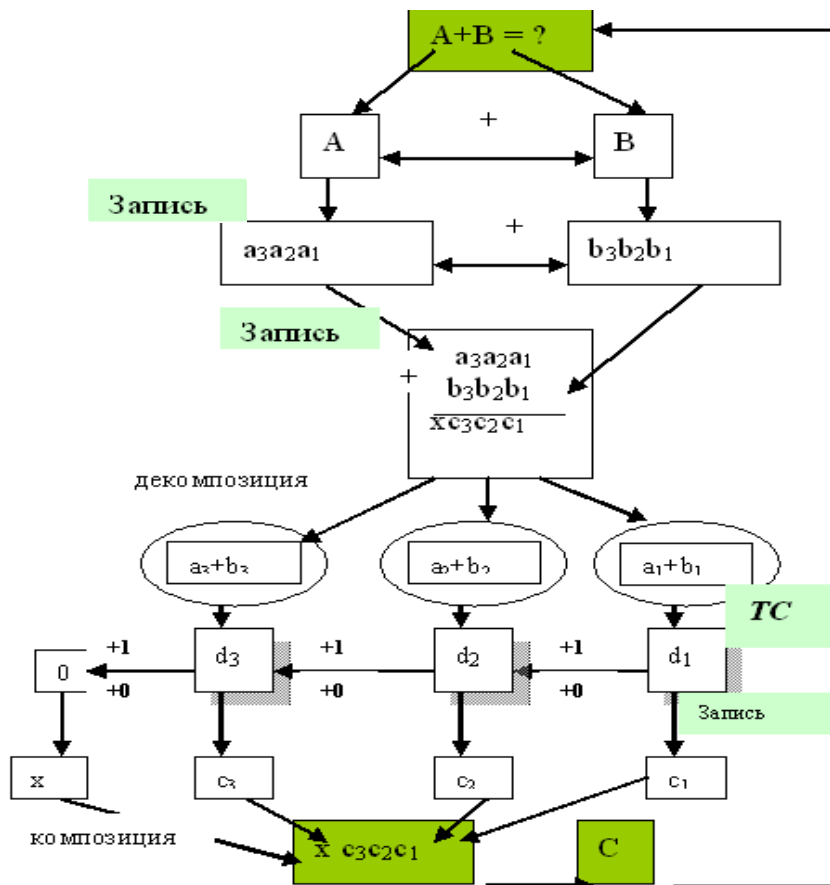 A+B = ?
+
A B
Запись
+
a₃a₂a₁ b₃b₂b₁
Запись
a₃a₂a₁
+
b₃b₂b₁
xc₃c₂c₁
декомпозиция
a₃+b₃ a₂+b₂ a₁+b₁
TC
+1 +1 +1
0 d₃ d₂ d₁
+0 +0 +0
Запись
x c₃ c₂ c₁
композиция x c₃c₂c₁ C